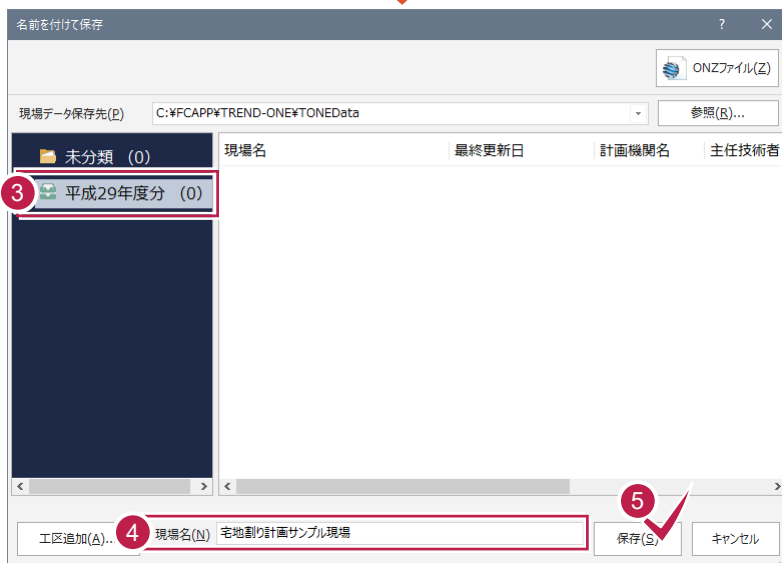 名前を付けて保存 ? ×
ONZファイル(Z)
現場データ保存先(P) C:¥FCAPP¥TREND-ONE¥TONEData 参照(R)...
未分類 (0) 現場名 最終更新日 計画機関名 主任技術者
3 平成29年度分 (0)
5
工区追加(A)... 4 現場名(N) 宅地割り計画サンプル現場 保存(S) キャンセル